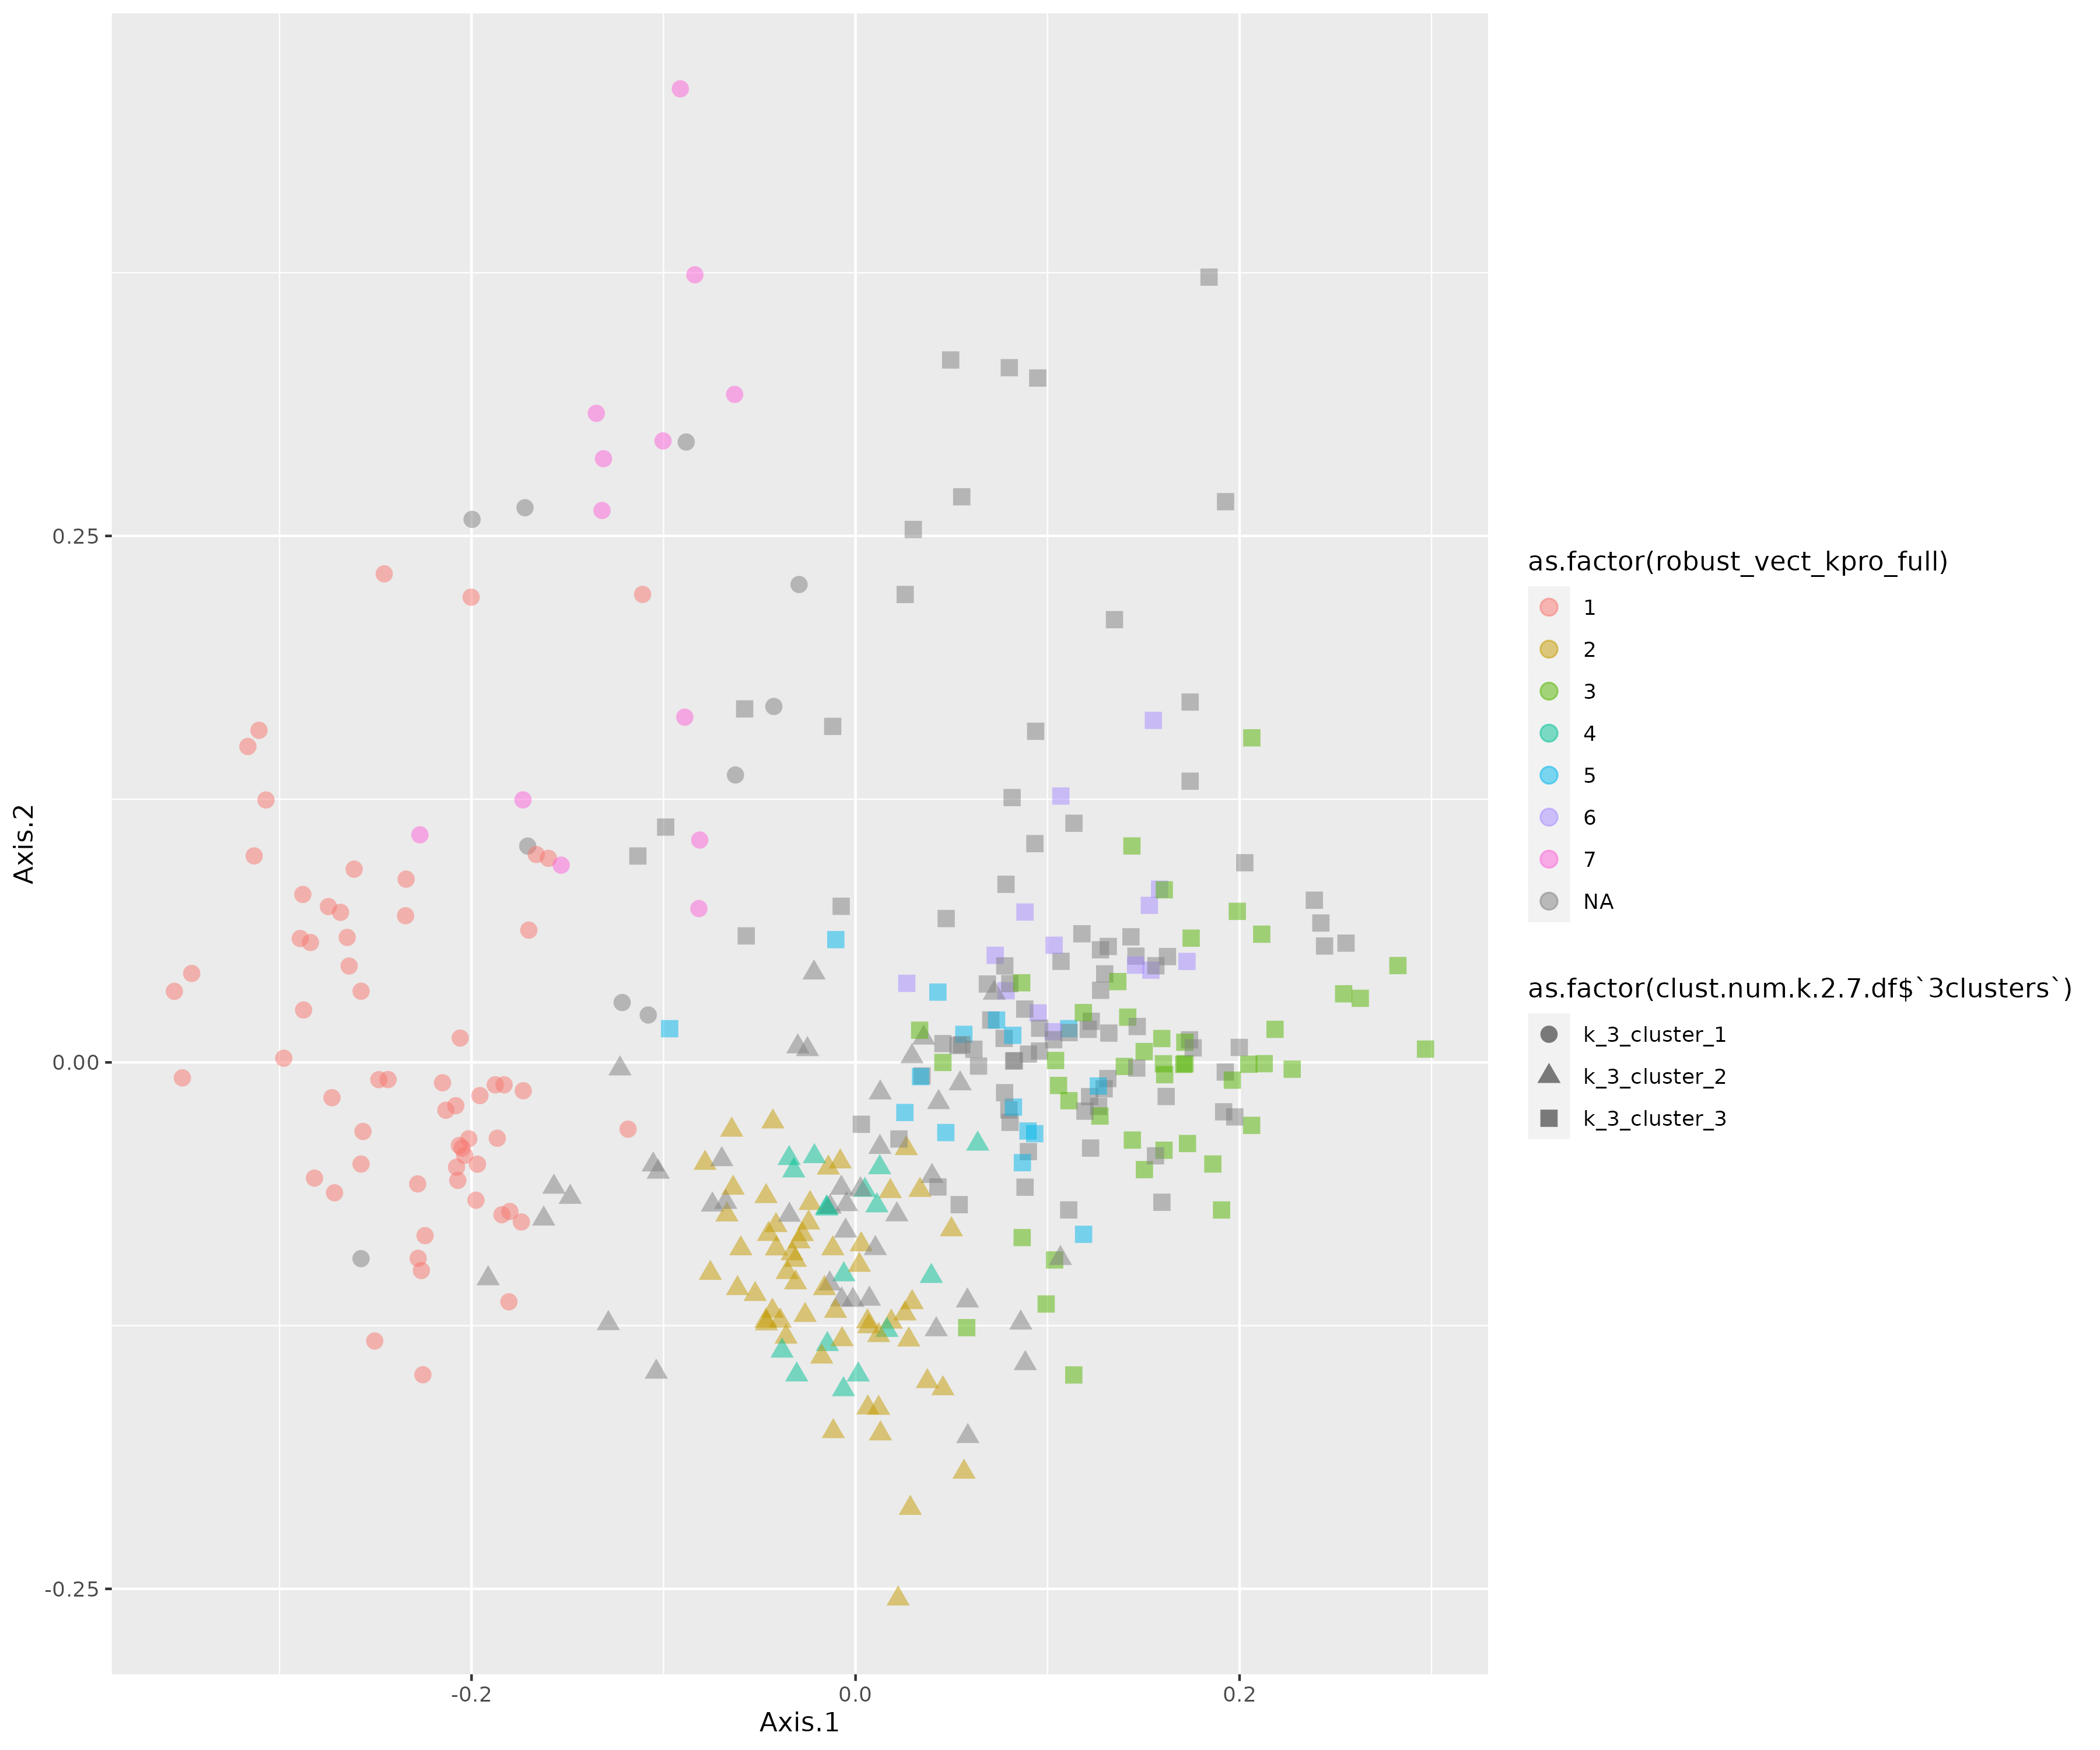 Axis.2
0.25
0.00
-0.25
-0.2
0.0
0.2
Axis.1
as.factor(robust_vect_kpro_full)
1
2
3
4
5
6
7
NA
as.factor(clust.num.k.2.7.df$`3clusters`)
k_3_cluster_1
k_3_cluster_2
k_3_cluster_3